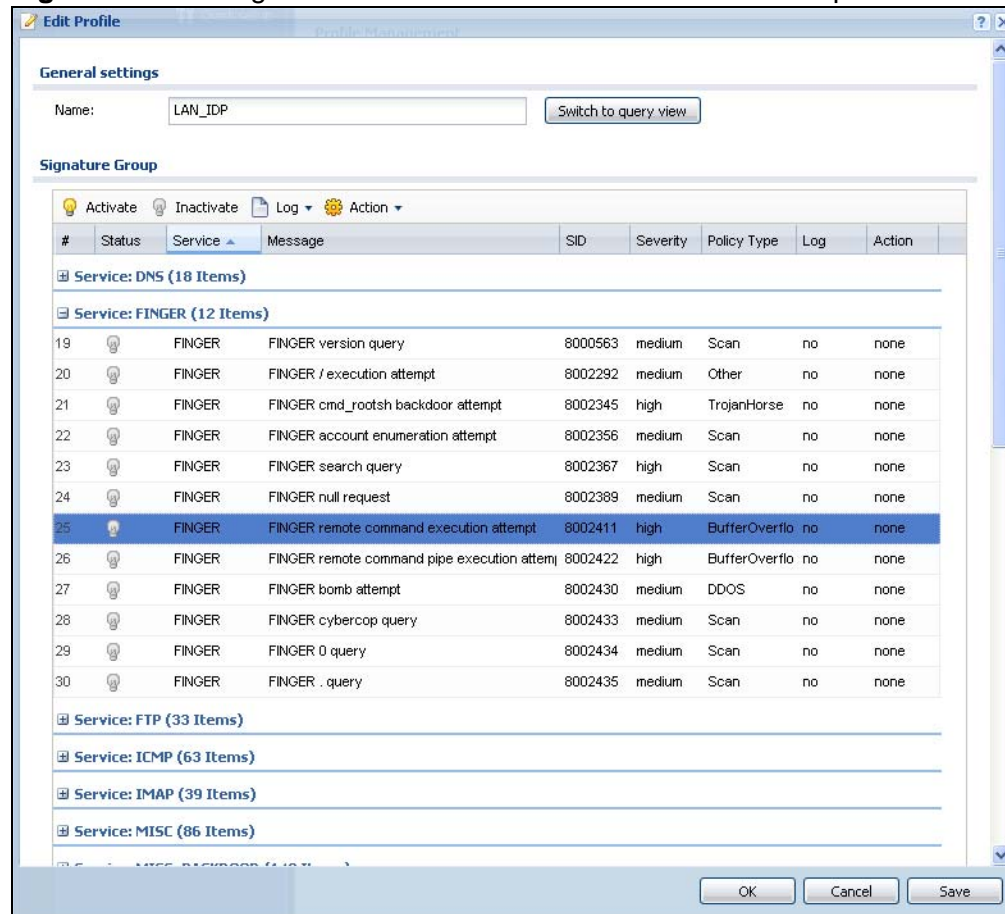 Edit Profile
Profile Management
General settings
Name: LAN_IDP Switch to query view
Signature Group
Activate Inactivate Log Action
# Status Service Message SID Severity Policy Type Log Action
Service: DNS (18 Items)
Service: FINGER (12 Items)
19 FINGER FINGER version query 8000563 medium Scan no none
20 FINGER FINGER / execution attempt 8002292 medium Other no none
21 FINGER FINGER cmd_rootsh backdoor attempt 8002345 high TrojanHorse no none
22 FINGER FINGER account enumeration attempt 8002356 medium Scan no none
23 FINGER FINGER search query 8002367 high Scan no none
24 FINGER FINGER null request 8002389 medium Scan no none
25 FINGER FINGER remote command execution attempt 8002411 high BufferOverflo no none
26 FINGER FINGER remote command pipe execution attem 8002422 high BufferOverflo no none
27 FINGER FINGER bomb attempt 8002430 medium DDOS no none
28 FINGER FINGER cybercop query 8002433 medium Scan no none
29 FINGER FINGER 0 query 8002434 medium Scan no none
30 FINGER FINGER . query 8002435 medium Scan no none
Service: FTP (33 Items)
Service: ICMP (63 Items)
Service: IMAP (39 Items)
Service: MISC (86 Items)
OK Cancel Save